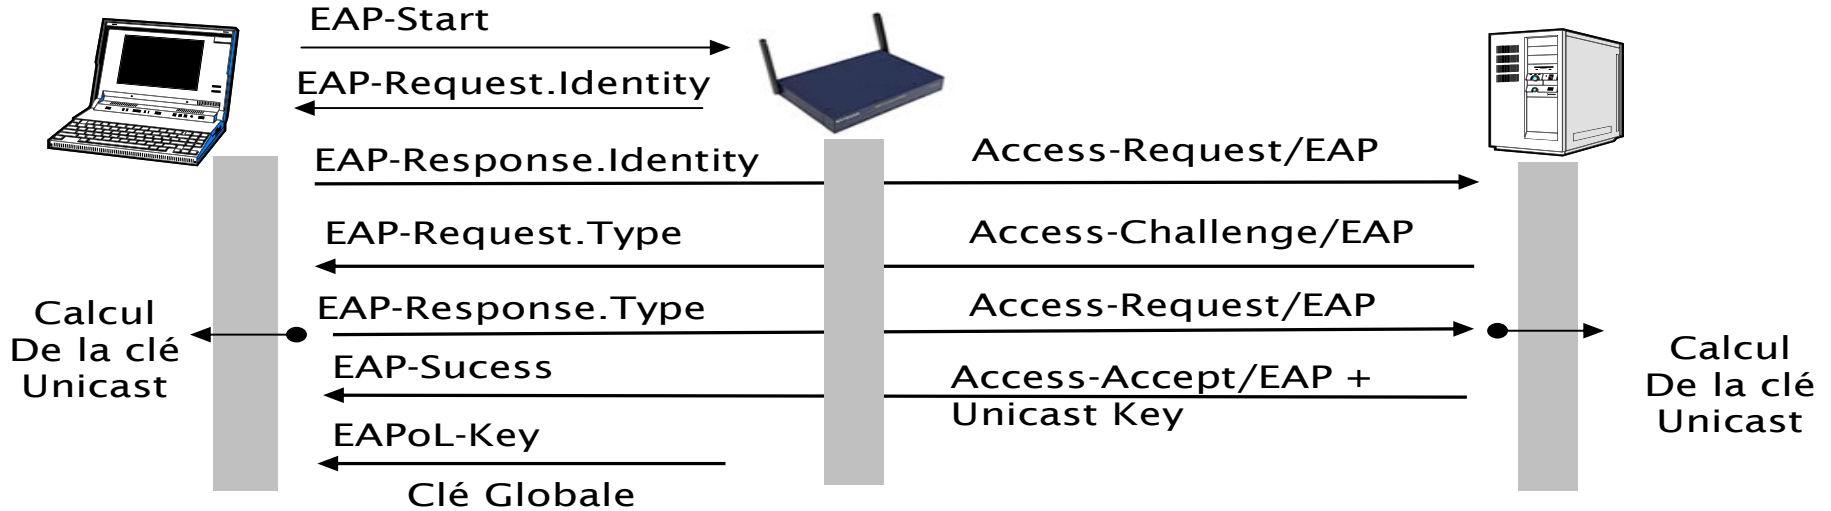 EAP-Start
EAP-Request.Identity
EAP-Response.Identity
Access-Request/EAP
EAP-Request.Type
Access-Challenge/EAP
Calcul
De la clé
Unicast
EAP-Response.Type
Access-Request/EAP
Calcul
De la clé
Unicast
EAP-Sucess
Access-Accept/EAP +
Unicast Key
EAPoL-Key
Clé Globale